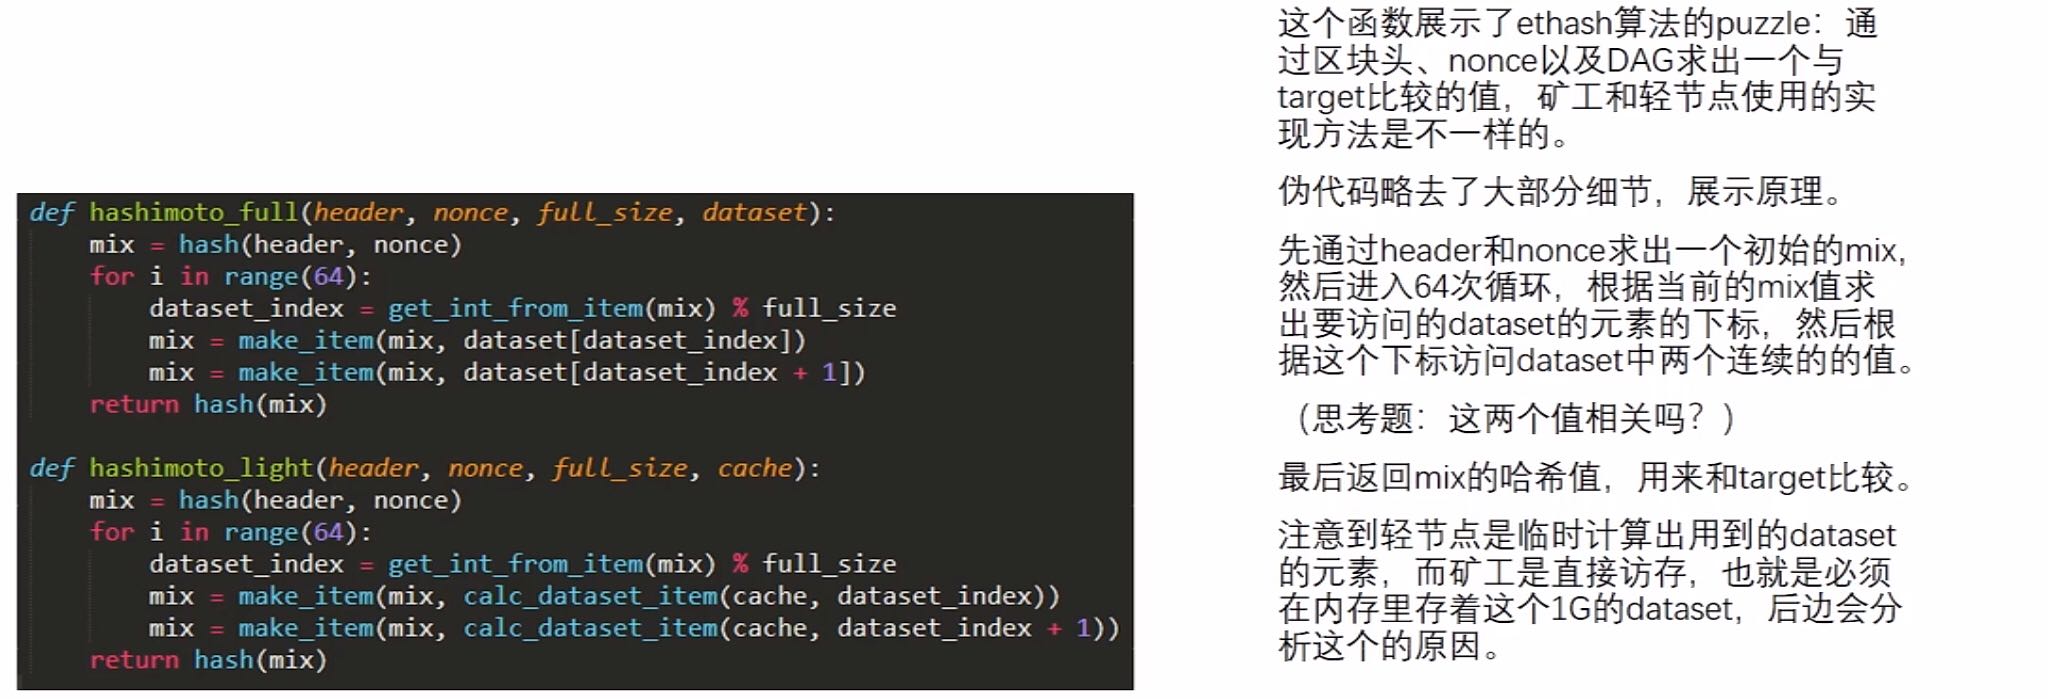 def hashimoto_full(header, nonce, full_size, dataset):
    mix = hash(header, nonce)
    for i in range(64):
        dataset_index = get_int_from_item(mix) % full_size
        mix = make_item(mix, dataset[dataset_index])
        mix = make_item(mix, dataset[dataset_index + 1])
    return hash(mix)
def hashimoto_light(header, nonce, full_size, cache):
    mix = hash(header, nonce)
    for i in range(64):
        dataset_index = get_int_from_item(mix) % full_size
        mix = make_item(mix, calc_dataset_item(cache, dataset_index))
        mix = make_item(mix, calc_dataset_item(cache, dataset_index + 1))
    return hash(mix)
这个函数展示了ethash算法的puzzle：通
过区块头、nonce以及DAG求出一个与
target比较的值，矿工和轻节点使用的实
现方法是不一样的。
伪代码略去了大部分细节，展示原理。
先通过header和nonce求出一个初始的mix,
然后进入64次循环，根据当前的mix值求
出要访问的dataset的元素的下标，然后根
据这个下标访问dataset中两个连续的的值。
（思考题：这两个值相关吗？）
最后返回mix的哈希值，用来和target比较。
注意到轻节点是临时计算出用到的dataset
的元素，而矿工是直接访存，也就是必须
在内存里存着这个1G的dataset，后边会分
析这个的原因。